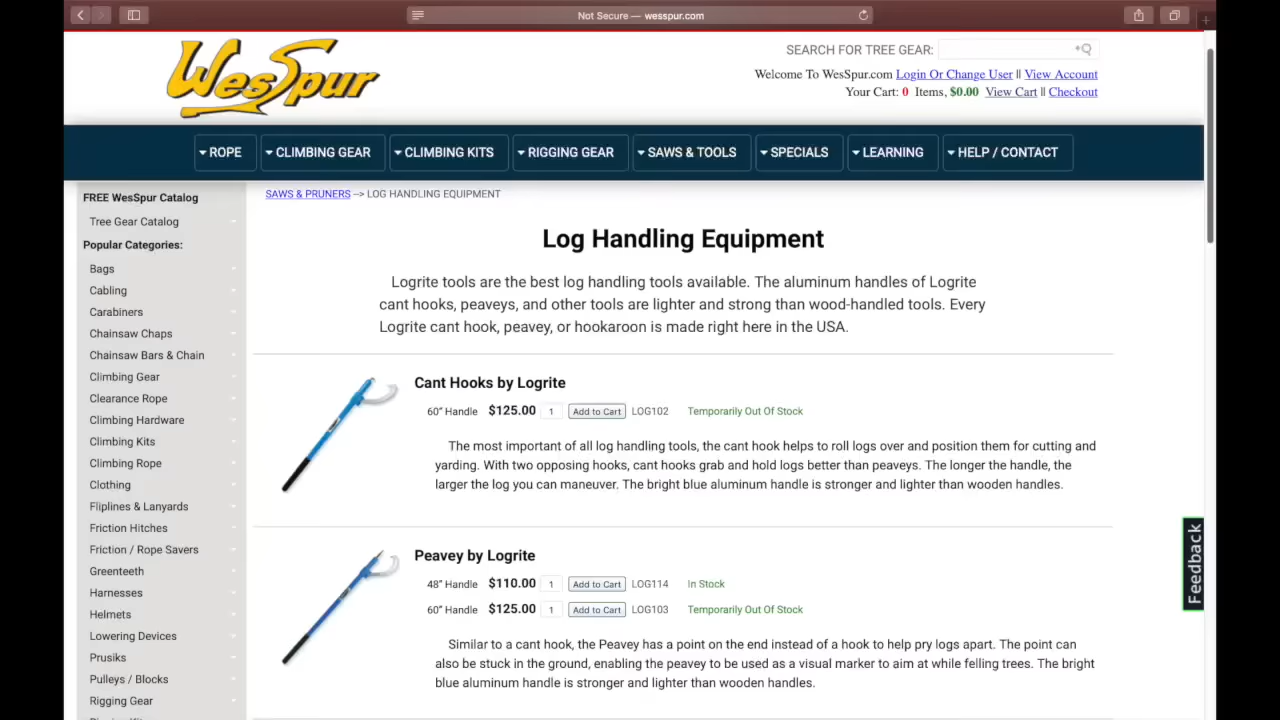 Not Secure — wesspur.com
WesSpur
SEARCH FOR TREE GEAR:
Welcome To WesSpur.com Login Or Change User || View Account
Your Cart: 0 Items, $0.00 View Cart || Checkout
ROPE CLIMBING GEAR CLIMBING KITS RIGGING GEAR SAWS & TOOLS SPECIALS LEARNING HELP / CONTACT
FREE WesSpur Catalog
Tree Gear Catalog
Popular Categories:
Bags
Cabling
Carabiners
Chainsaw Chaps
Chainsaw Bars & Chain
Climbing Gear
Clearance Rope
Climbing Hardware
Climbing Kits
Climbing Rope
Clothing
Fliplines & Lanyards
Friction Hitches
Friction / Rope Savers
Greenteeth
Harnesses
Helmets
Lowering Devices
Prusiks
Pulleys / Blocks
Rigging Gear
SAWS & PRUNERS --> LOG HANDLING EQUIPMENT
Log Handling Equipment
Logrite tools are the best log handling tools available. The aluminum handles of Logrite
cant hooks, peaveys, and other tools are lighter and strong than wood-handled tools. Every
Logrite cant hook, peavey, or hookaroon is made right here in the USA.
Cant Hooks by Logrite
60" Handle $125.00 1 Add to Cart LOG102 Temporarily Out Of Stock
The most important of all log handling tools, the cant hook helps to roll logs over and position them for cutting and
yarding. With two opposing hooks, cant hooks grab and hold logs better than peaveys. The longer the handle, the
larger the log you can maneuver. The bright blue aluminum handle is stronger and lighter than wooden handles.
Peavey by Logrite
48" Handle $110.00 1 Add to Cart LOG114 In Stock
60" Handle $125.00 1 Add to Cart LOG103 Temporarily Out Of Stock
Similar to a cant hook, the Peavey has a point on the end instead of a hook to help pry logs apart. The point can
also be stuck in the ground, enabling the peavey to be used as a visual marker to aim at while felling trees. The bright
blue aluminum handle is stronger and lighter than wooden handles.
Feedback